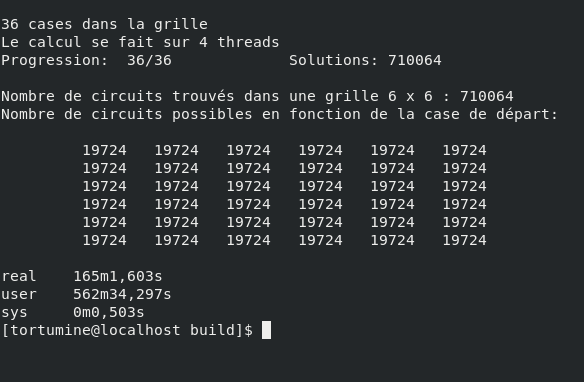 36 cases dans la grille
Le calcul se fait sur 4 threads
Progression:  36/36             Solutions: 710064
Nombre de circuits trouvés dans une grille 6 x 6 : 710064
Nombre de circuits possibles en fonction de la case de départ:
19724   19724   19724   19724   19724   19724
19724   19724   19724   19724   19724   19724
19724   19724   19724   19724   19724   19724
19724   19724   19724   19724   19724   19724
19724   19724   19724   19724   19724   19724
19724   19724   19724   19724   19724   19724
real    165m1,603s
user    562m34,297s
sys     0m0,503s
[tortumine@localhost build]$